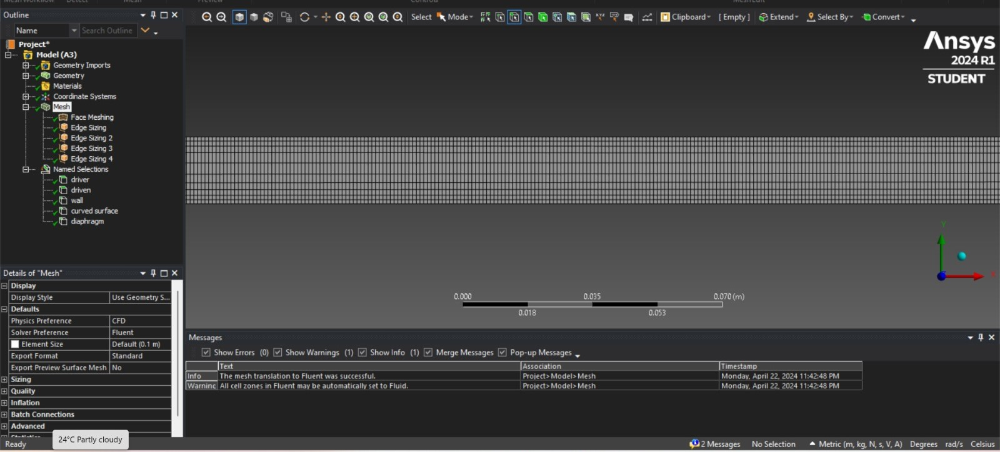 MeshWorkflow Detect Mesh Preview Controls MeshEdit
Outline
Name Search Outline
Select Mode Clipboard [ Empty ] Extend Select By Convert
Project*
Model (A3)
Geometry Imports
Geometry
Materials
Coordinate Systems
Mesh
Face Meshing
Edge Sizing
Edge Sizing 2
Edge Sizing 3
Edge Sizing 4
Named Selections
driver
driven
wall
curved surface
diaphragm
Ansys
2024 R1
STUDENT
Y
X
0.000 0.035 0.070 (m)
0.018 0.053
Details of "Mesh"
Display
Display Style Use Geometry S...
Defaults
Physics Preference CFD
Solver Preference Fluent
Element Size Default (0.1 m)
Export Format Standard
Export Preview Surface Mesh No
Sizing
Quality
Inflation
Batch Connections
Advanced
Statistics
Messages
Show Errors (0) Show Warnings (1) Show Info (1) Merge Messages Pop-up Messages
Text Association Timestamp
Info The mesh translation to Fluent was successful. Project>Model>Mesh Monday, April 22, 2024 11:42:48 PM
Warninc All cell zones in Fluent may be automatically set to Fluid. Project>Model>Mesh Monday, April 22, 2024 11:42:48 PM
24°C Partly cloudy
Ready 2 Messages No Selection Metric (m, kg, N, s, V, A) Degrees rad/s Celsius